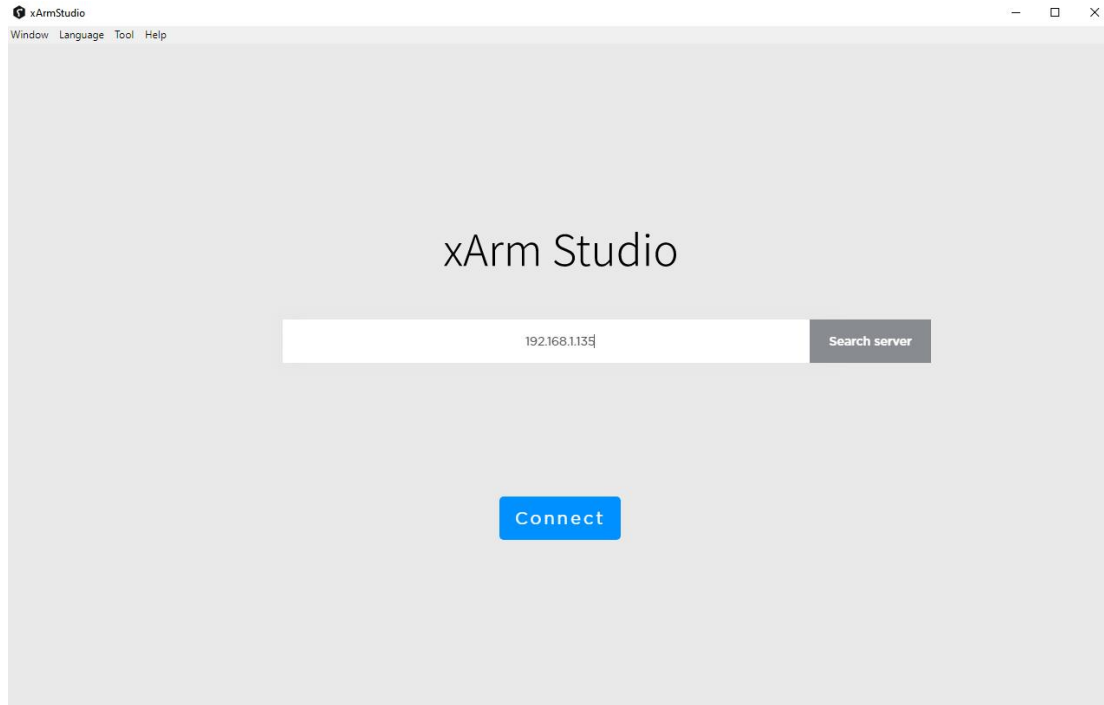 xArmStudio
Window Language Tool Help
xArm Studio
192.168.1.135 Search server
Connect